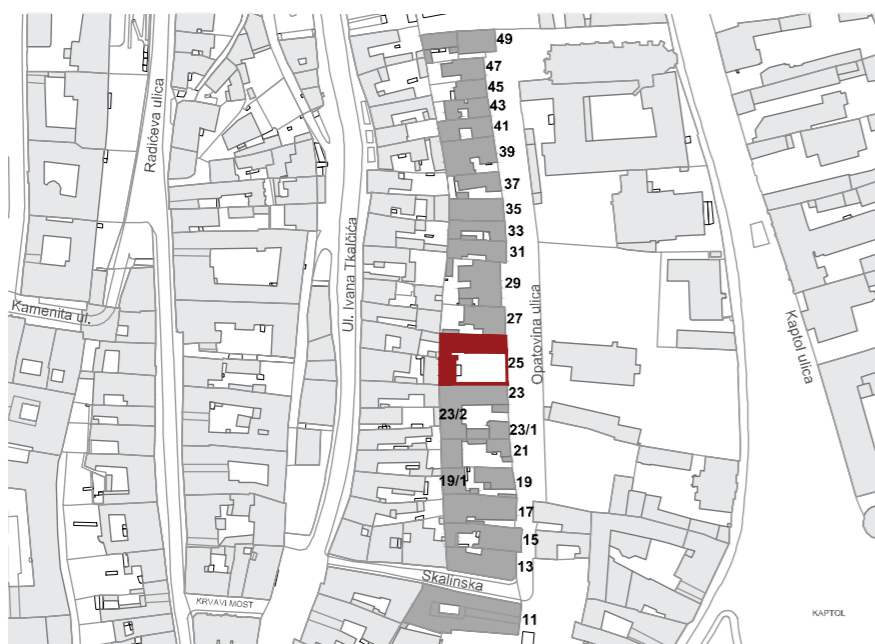 49
47
45
43
41
39
37
35
33
31
29
27
25
23
23/2
23/1
21
19/1
19
17
15
13
11
Radićeva ulica
Ul. Ivana Tkalčića
Opatovina ulica
Kaptol ulica
Kamenita ul.
Skalinska
KRVAVI MOST
KAPTOL